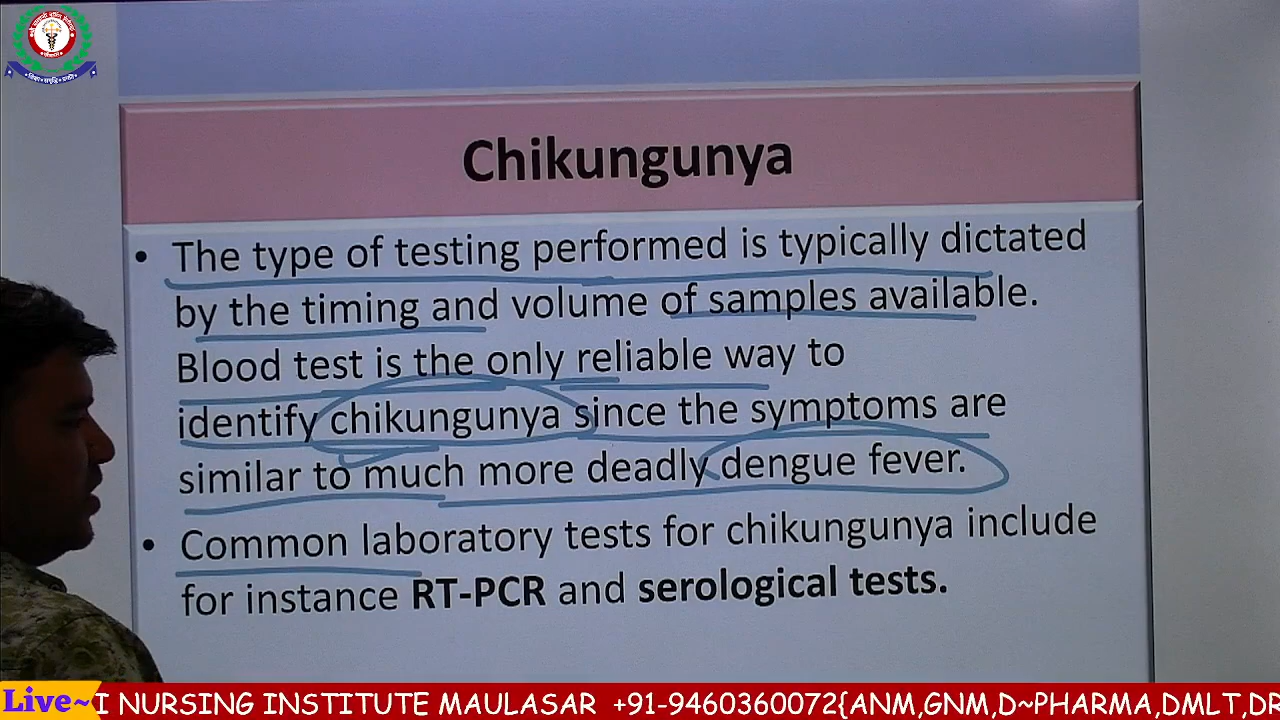 Chikungunya
• The type of testing performed is typically dictated
by the timing and volume of samples available.
Blood test is the only reliable way to
identify chikungunya since the symptoms are
similar to much more deadly dengue fever.
• Common laboratory tests for chikungunya include
for instance RT-PCR and serological tests.
Live~ I NURSING INSTITUTE MAULASAR +91-9460360072{ANM,GNM,D~PHARMA,DMLT,DR